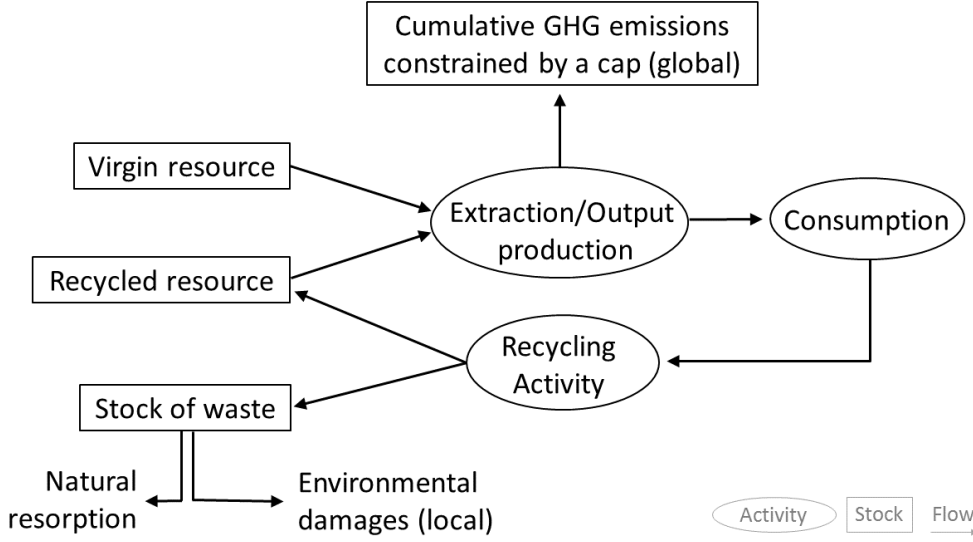 Cumulative GHG emissions
constrained by a cap (global)
Virgin resource
Extraction/Output
production
Consumption
Recycled resource
Recycling
Activity
Stock of waste
Natural
resorption
Environmental
damages (local)
Activity
Stock
Flow